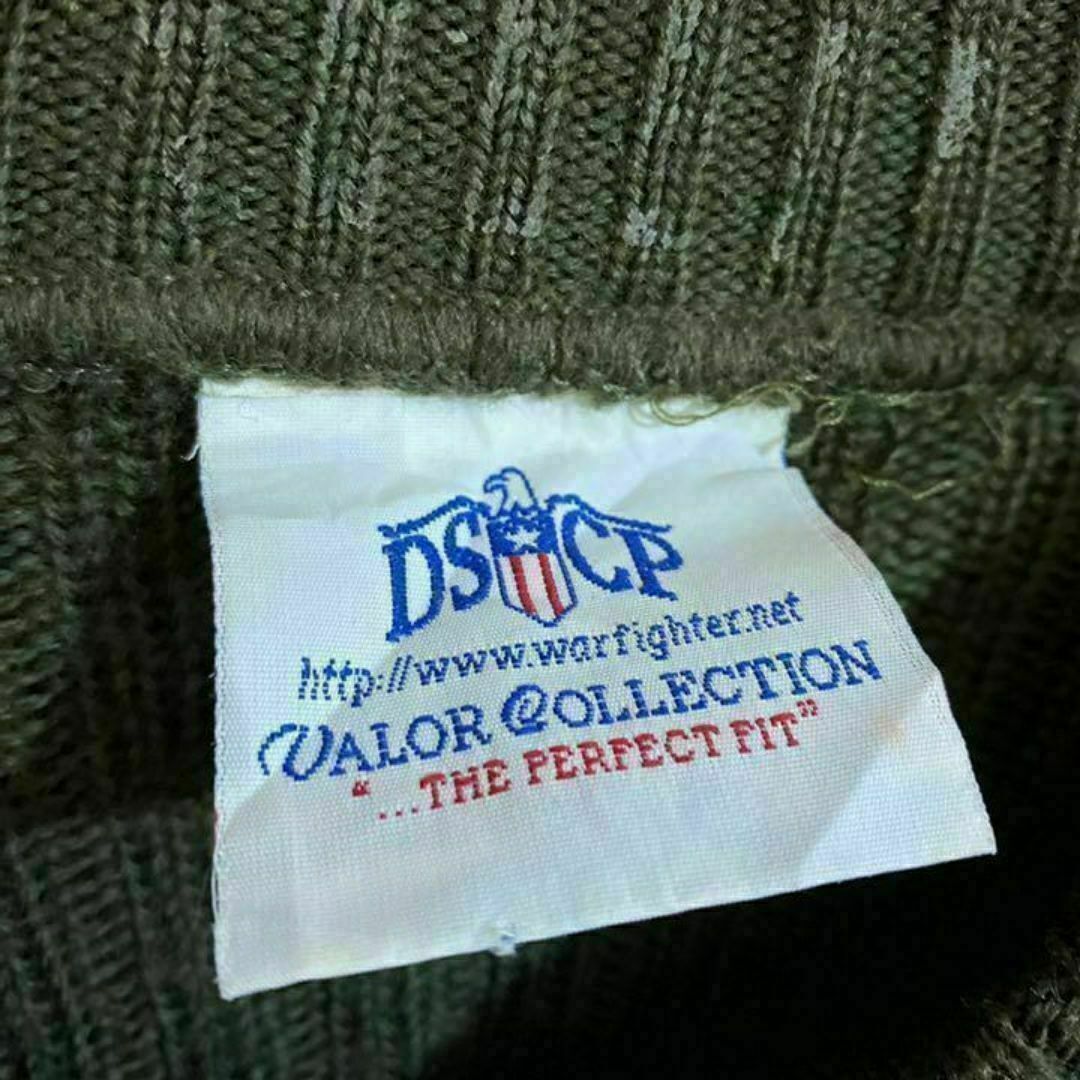 DSCP
http://www.warfighter.net
VALOR COLLECTION
"...THE PERFECT FIT"